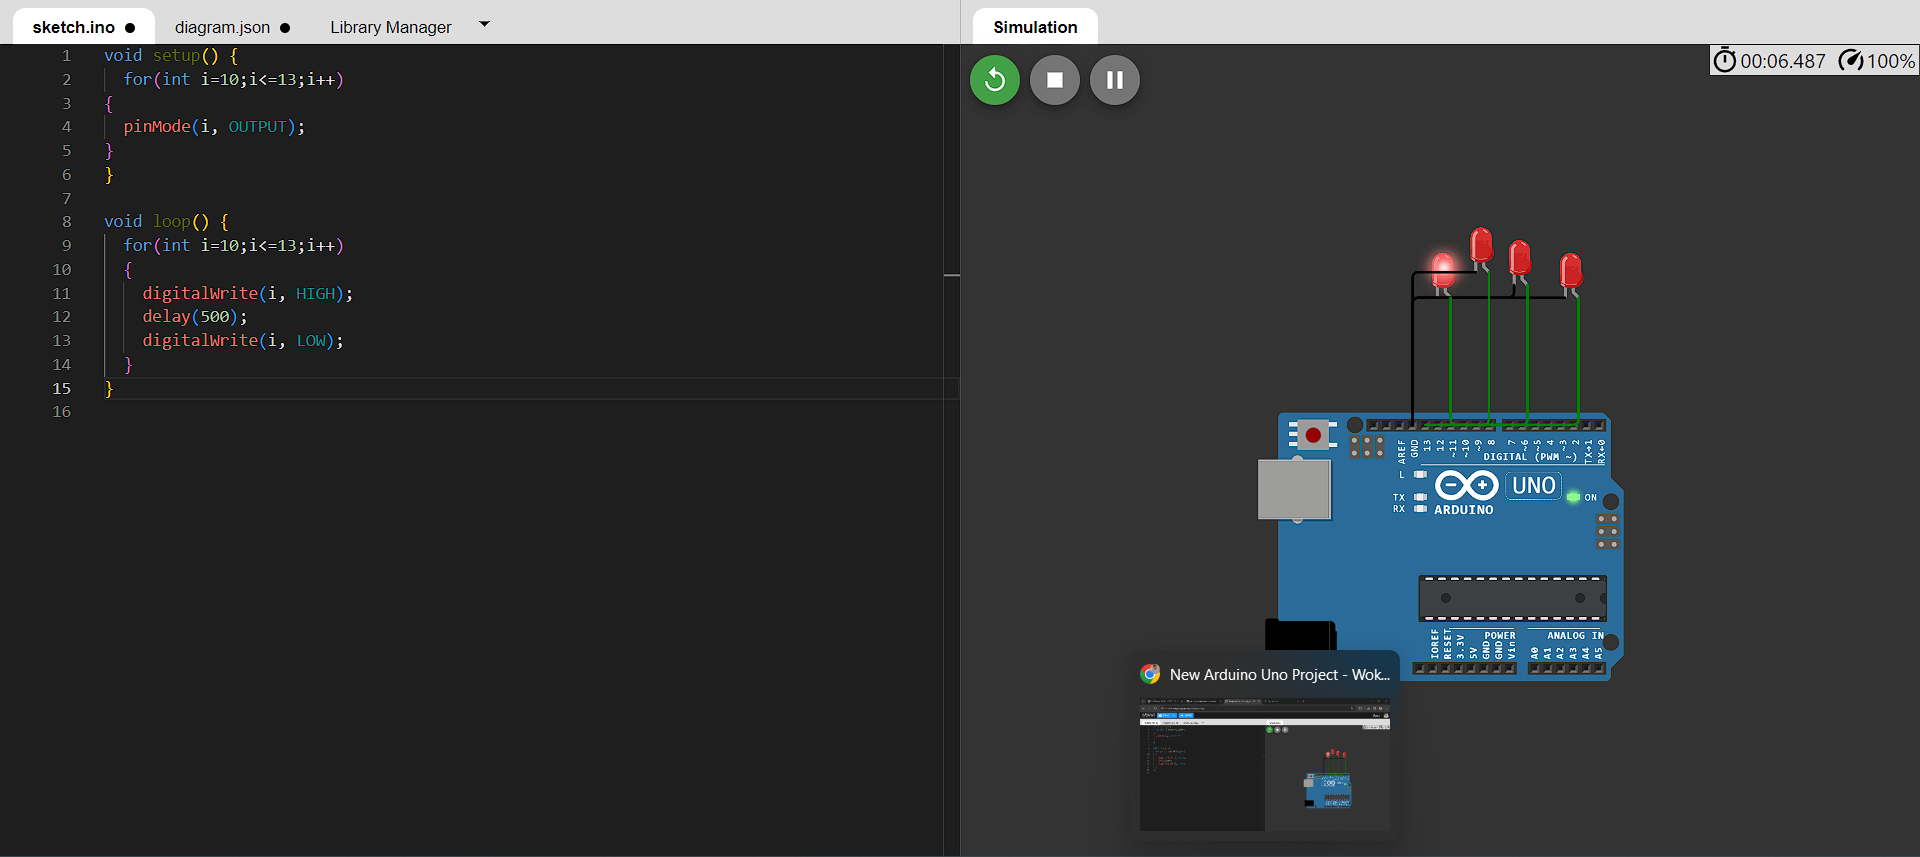 sketch.ino ● diagram.json ● Library Manager
Simulation
1 void setup() {
2 for(int i=10;i<=13;i++)
3 {
4 pinMode(i, OUTPUT);
5 }
6 }
7
8 void loop() {
9 for(int i=10;i<=13;i++)
10 {
11 digitalWrite(i, HIGH);
12 delay(500);
13 digitalWrite(i, LOW);
14 }
15 }
16
00:06.487 100%
AREF GND 13 12 ~11 ~10 ~9 8 7 ~6 ~5 4 ~3 2 TX→1 RX←0
DIGITAL (PWM ~)
L
TX
RX
UNO
ON
ARDUINO
IOREF RESET 3.3V 5V GND GND Vin
POWER
ANALOG IN
A0 A1 A2 A3 A4 A5
New Arduino Uno Project - Wok...